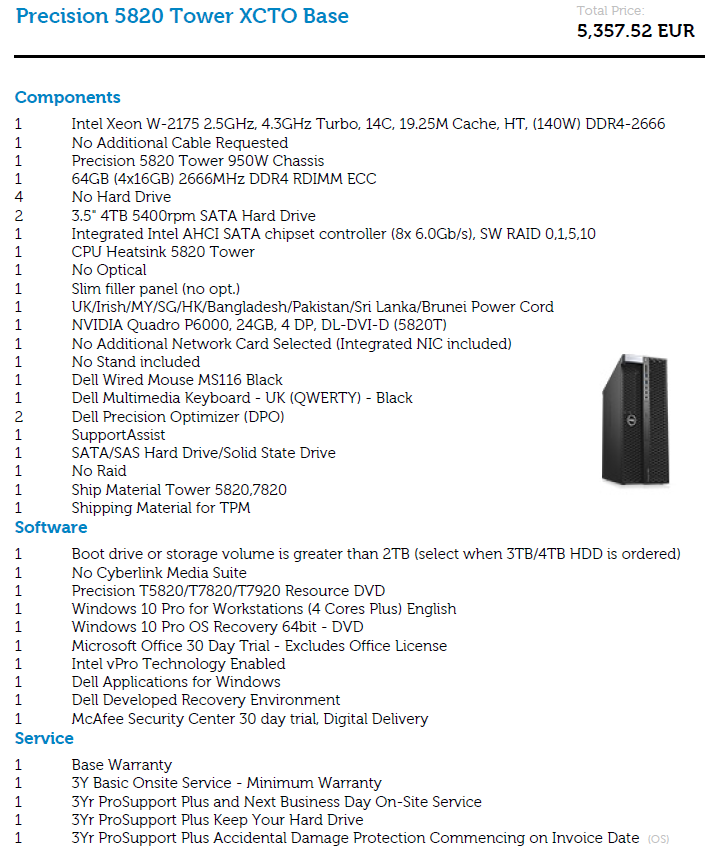 Precision 5820 Tower XCTO Base
Total Price:
5,357.52 EUR
Components
1 Intel Xeon W-2175 2.5GHz, 4.3GHz Turbo, 14C, 19.25M Cache, HT, (140W) DDR4-2666
1 No Additional Cable Requested
1 Precision 5820 Tower 950W Chassis
1 64GB (4x16GB) 2666MHz DDR4 RDIMM ECC
4 No Hard Drive
2 3.5" 4TB 5400rpm SATA Hard Drive
1 Integrated Intel AHCI SATA chipset controller (8x 6.0Gb/s), SW RAID 0,1,5,10
1 CPU Heatsink 5820 Tower
1 No Optical
1 Slim filler panel (no opt.)
1 UK/Irish/MY/SG/HK/Bangladesh/Pakistan/Sri Lanka/Brunei Power Cord
1 NVIDIA Quadro P6000, 24GB, 4 DP, DL-DVI-D (5820T)
1 No Additional Network Card Selected (Integrated NIC included)
1 No Stand included
1 Dell Wired Mouse MS116 Black
1 Dell Multimedia Keyboard - UK (QWERTY) - Black
2 Dell Precision Optimizer (DPO)
1 SupportAssist
1 SATA/SAS Hard Drive/Solid State Drive
1 No Raid
1 Ship Material Tower 5820,7820
1 Shipping Material for TPM
Software
1 Boot drive or storage volume is greater than 2TB (select when 3TB/4TB HDD is ordered)
1 No Cyberlink Media Suite
1 Precision T5820/T7820/T7920 Resource DVD
1 Windows 10 Pro for Workstations (4 Cores Plus) English
1 Windows 10 Pro OS Recovery 64bit - DVD
1 Microsoft Office 30 Day Trial - Excludes Office License
1 Intel vPro Technology Enabled
1 Dell Applications for Windows
1 Dell Developed Recovery Environment
1 McAfee Security Center 30 day trial, Digital Delivery
Service
1 Base Warranty
1 3Y Basic Onsite Service - Minimum Warranty
1 3Yr ProSupport Plus and Next Business Day On-Site Service
1 3Yr ProSupport Plus Keep Your Hard Drive
1 3Yr ProSupport Plus Accidental Damage Protection Commencing on Invoice Date (OS)